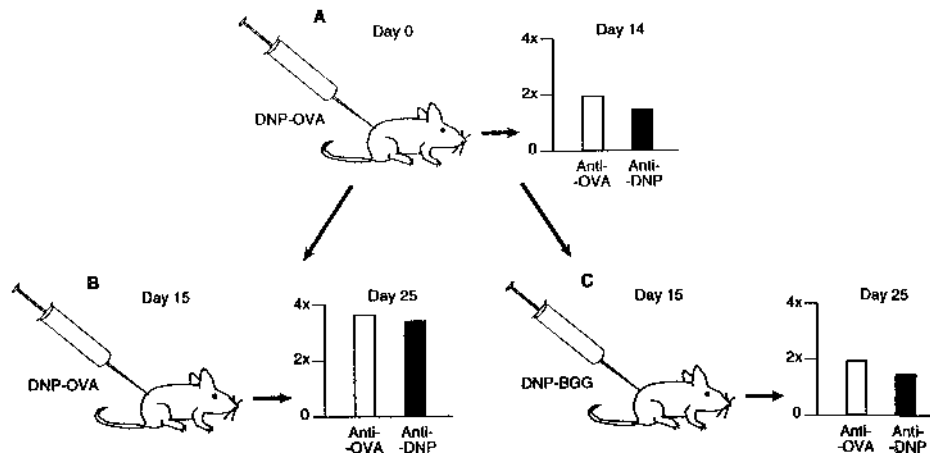 A
Day 0
DNP-OVA
Day 14
4x
2x
0
Anti-
-OVA
Anti-
-DNP
B
Day 15
DNP-OVA
Day 25
4x
2x
0
Anti-
-OVA
Anti-
-DNP
C
Day 15
DNP-BGG
Day 25
4x
2x
0
Anti-
-OVA
Anti-
-DNP